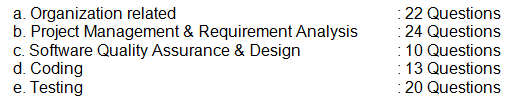 a. Organization related : 22 Questions
b. Project Management & Requirement Analysis : 24 Questions
c. Software Quality Assurance & Design : 10 Questions
d. Coding : 13 Questions
e. Testing : 20 Questions